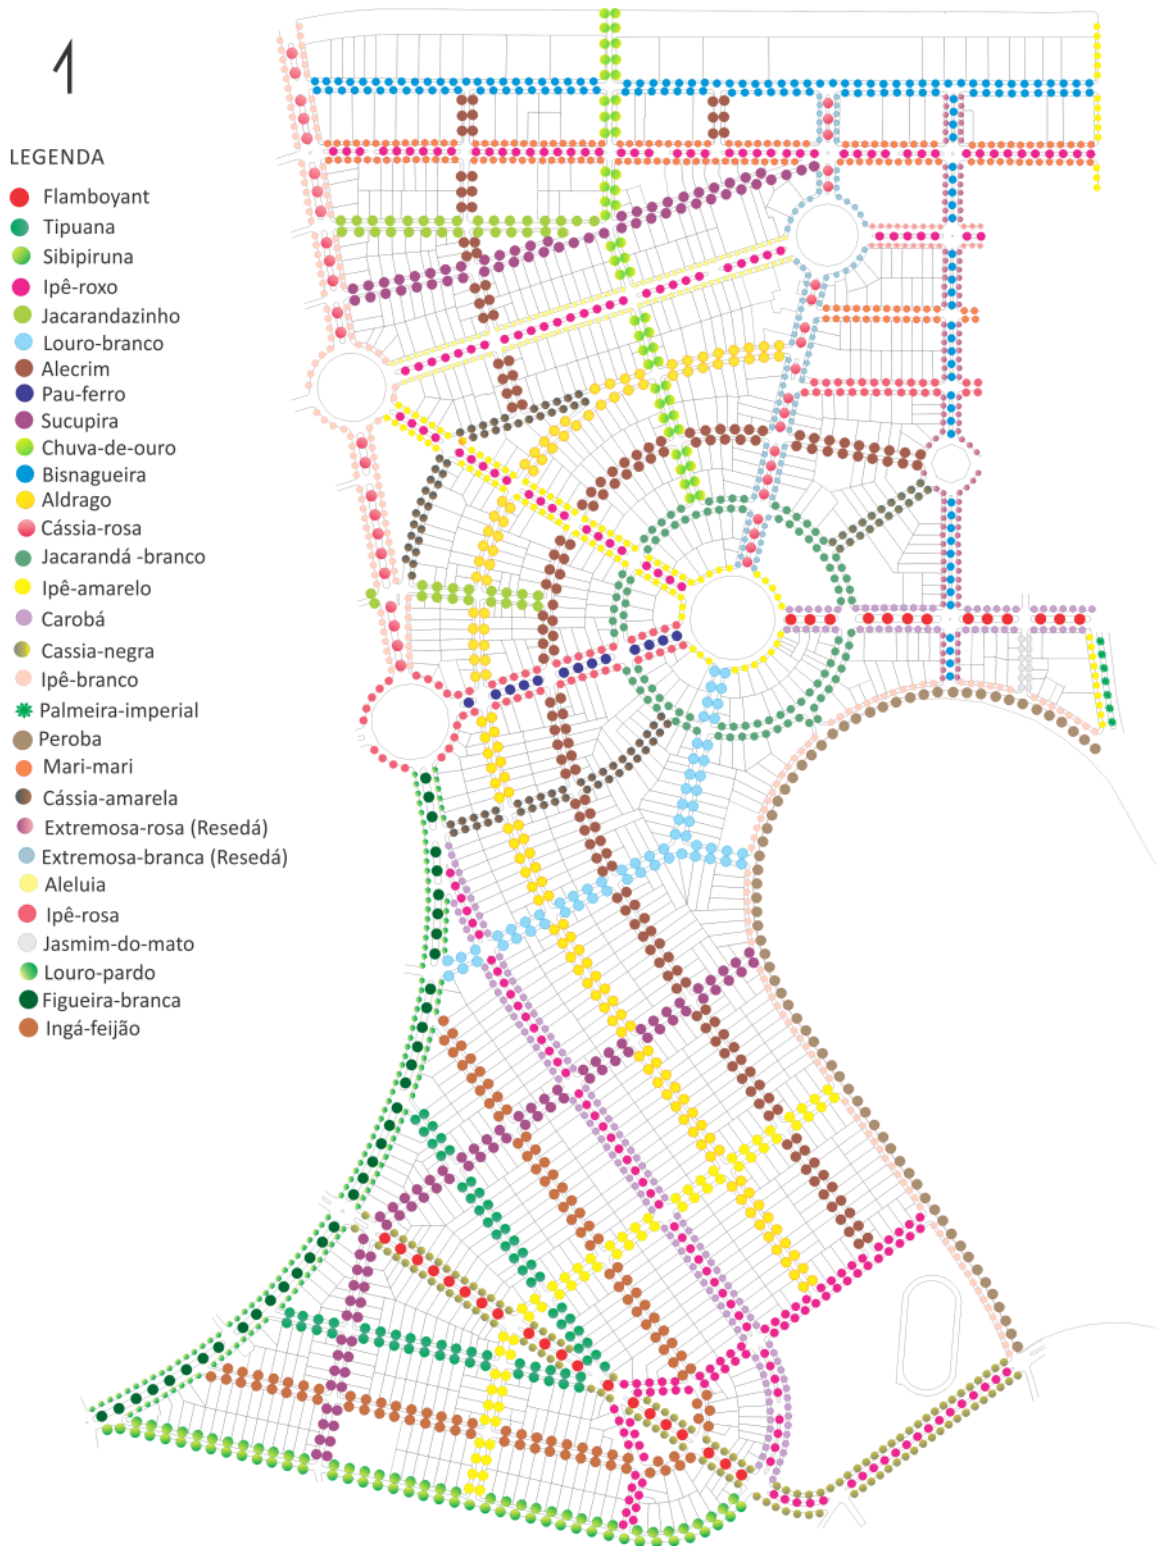 LEGENDA
Flamboyant
Tipuana
Sibipiruna
Ipê-roxo
Jacarandazinho
Louro-branco
Alecrim
Pau-ferro
Sucupira
Chuva-de-ouro
Bisnagueira
Aldrago
Cássia-rosa
Jacarandá -branco
Ipê-amarelo
Carobá
Cassia-negra
Ipê-branco
Palmeira-imperial
Peroba
Mari-mari
Cássia-amarela
Extremosa-rosa (Resedá)
Extremosa-branca (Resedá)
Aleluia
Ipê-rosa
Jasmim-do-mato
Louro-pardo
Figueira-branca
Ingá-feijão